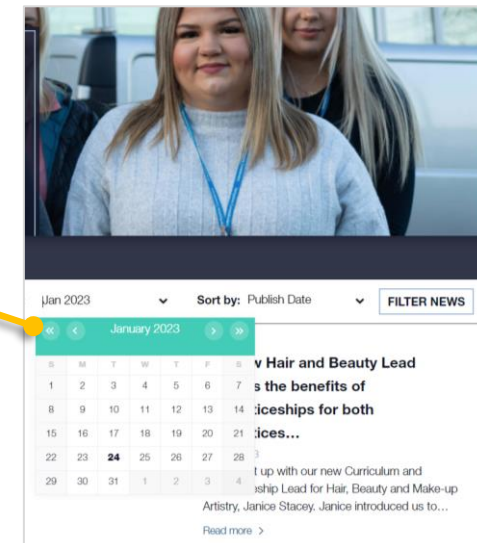 Jan 2023 Sort by: Publish Date FILTER NEWS
« ‹ January 2023 › »
S M T W T F S
1 2 3 4 5 6 7
8 9 10 11 12 13 14
15 16 17 18 19 20 21
22 23 24 25 26 27 28
29 30 31 1 2 3 4
Hair and Beauty Lead
the benefits of
for both
up with our new Curriculum and
Lead for Hair, Beauty and Make-up
Artistry, Janice Stacey. Janice introduced us to…
Read more >